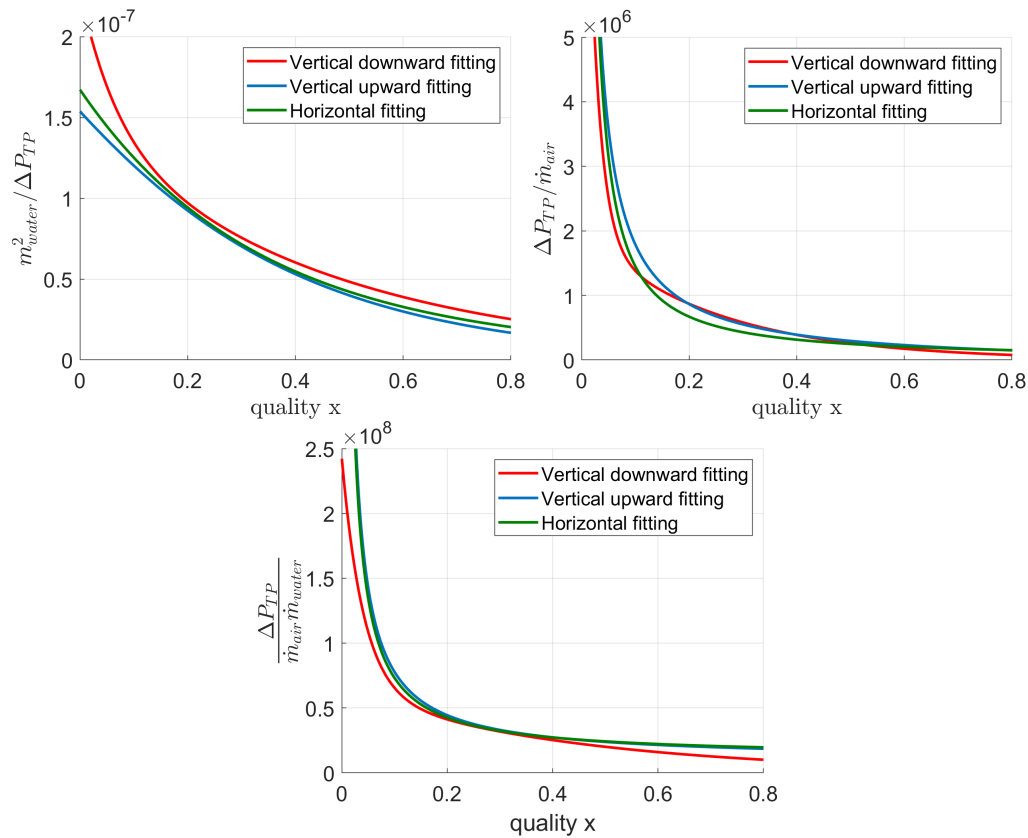 ×10⁻⁷
2
1.5
1
0.5
0
m²_water/ΔP_TP
0 0.2 0.4 0.6 0.8
quality x
Vertical downward fitting
Vertical upward fitting
Horizontal fitting
×10⁶
5
4
3
2
1
0
ΔP_TP/ṁ_air
0 0.2 0.4 0.6 0.8
quality x
Vertical downward fitting
Vertical upward fitting
Horizontal fitting
×10⁸
2.5
2
1.5
1
0.5
0
ΔP_TP
ṁ_air ṁ_water
0 0.2 0.4 0.6 0.8
quality x
Vertical downward fitting
Vertical upward fitting
Horizontal fitting